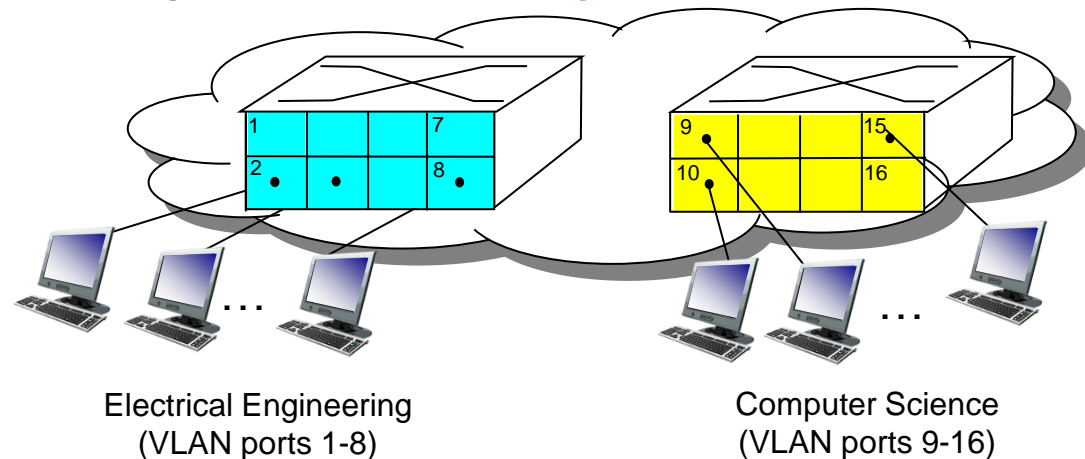 1 7
2 8
9 15
10 16
...
...
Electrical Engineering
(VLAN ports 1-8)
Computer Science
(VLAN ports 9-16)